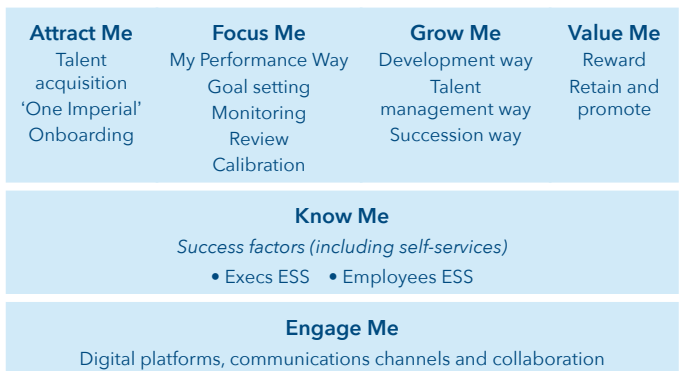 Attract Me
Talent
acquisition
‘One Imperial’
Onboarding
Focus Me
My Performance Way
Goal setting
Monitoring
Review
Calibration
Grow Me
Development way
Talent
management way
Succession way
Value Me
Reward
Retain and
promote
Know Me
Success factors (including self-services)
• Execs ESS • Employees ESS
Engage Me
Digital platforms, communications channels and collaboration